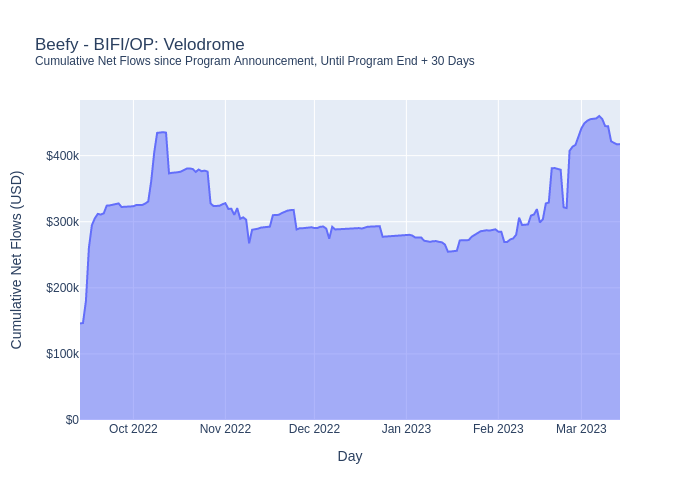 Beefy - BIFI/OP: Velodrome
Cumulative Net Flows since Program Announcement, Until Program End + 30 Days
Cumulative Net Flows (USD)
$400k
$300k
$200k
$100k
$0
Oct 2022 Nov 2022 Dec 2022 Jan 2023 Feb 2023 Mar 2023
Day